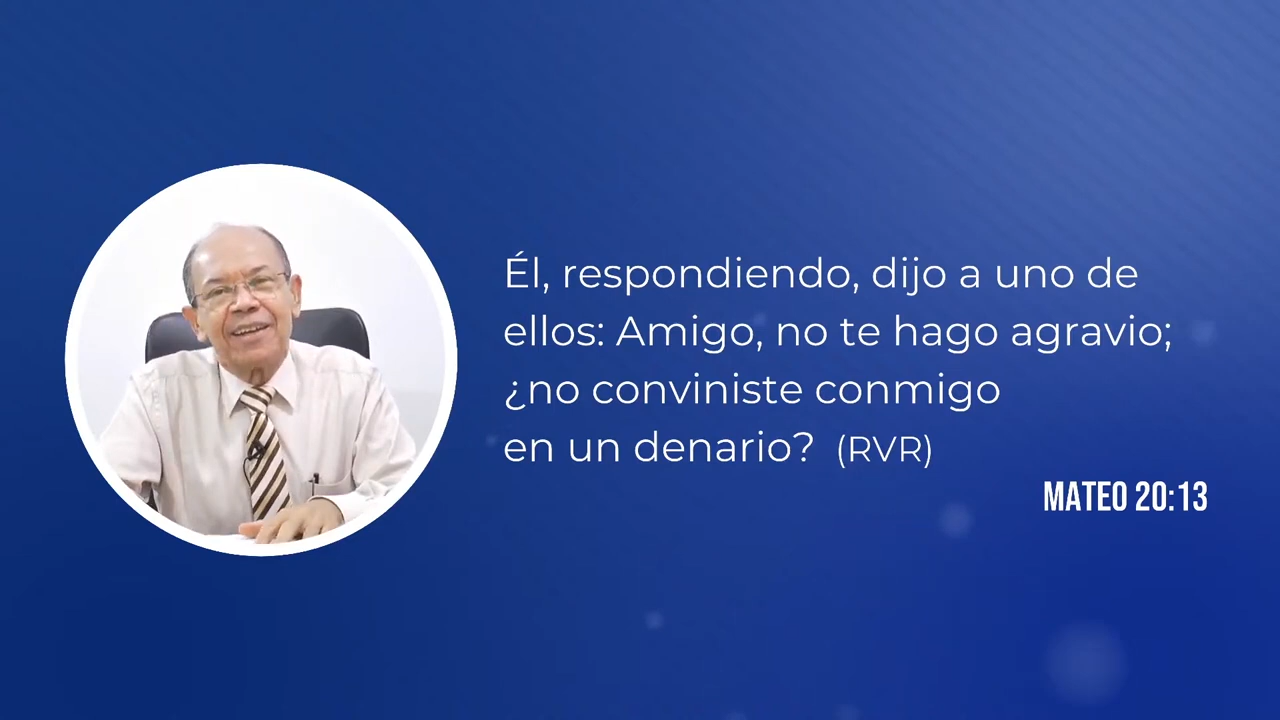 Él, respondiendo, dijo a uno de
ellos: Amigo, no te hago agravio;
¿no conviniste conmigo
en un denario? (RVR)
MATEO 20:13